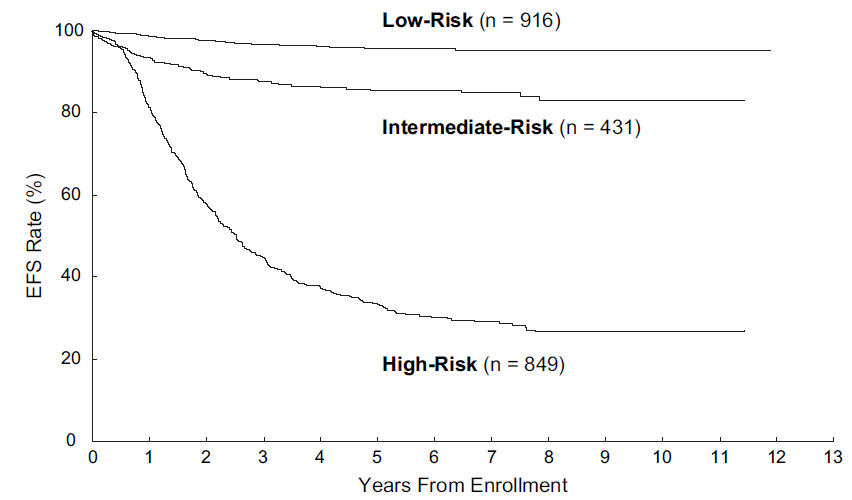 Low-Risk (n = 916)
100
80
Intermediate-Risk (n = 431)
60
EFS Rate (%)
40
High-Risk (n = 849)
20
0
0 1 2 3 4 5 6 7 8 9 10 11 12 13
Years From Enrollment